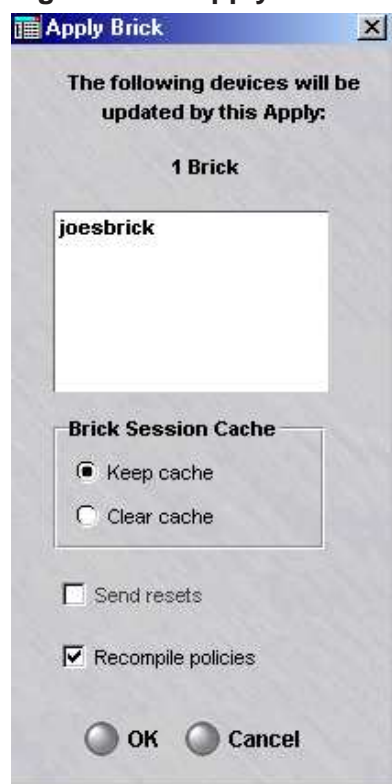 Apply Brick
The following devices will be
updated by this Apply:
1 Brick
joesbrick
Brick Session Cache
Keep cache
Clear cache
Send resets
Recompile policies
OK Cancel